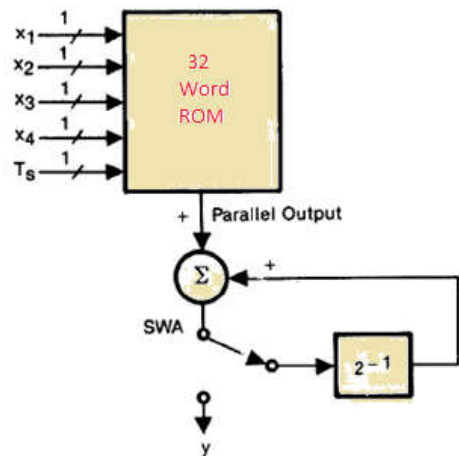 x1 1
x2 1
x3 1
x4 1
Ts 1
32
Word
ROM
+ Parallel Output
Σ +
SWA
2-1
y